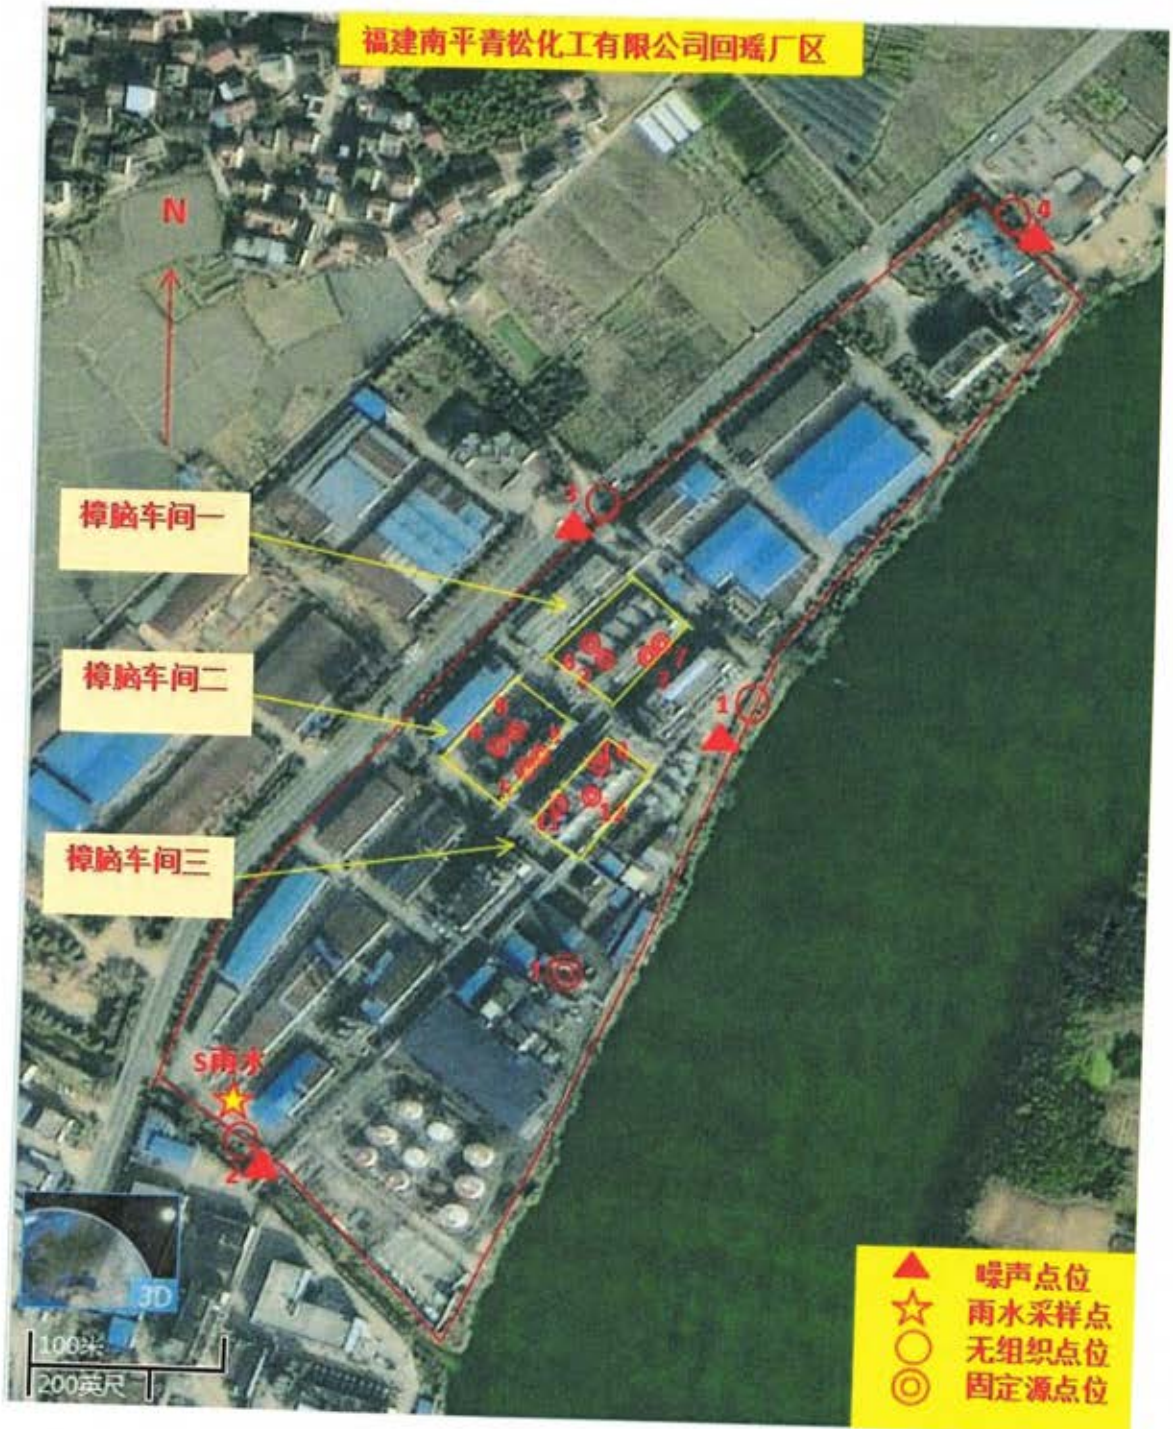 福建南平青松化工有限公司回瑶厂区
N
4
3
樟脑车间一
樟脑车间二
1
樟脑车间三
1
S雨水
2
3D
100米
200英尺
噪声点位
雨水采样点
无组织点位
固定源点位